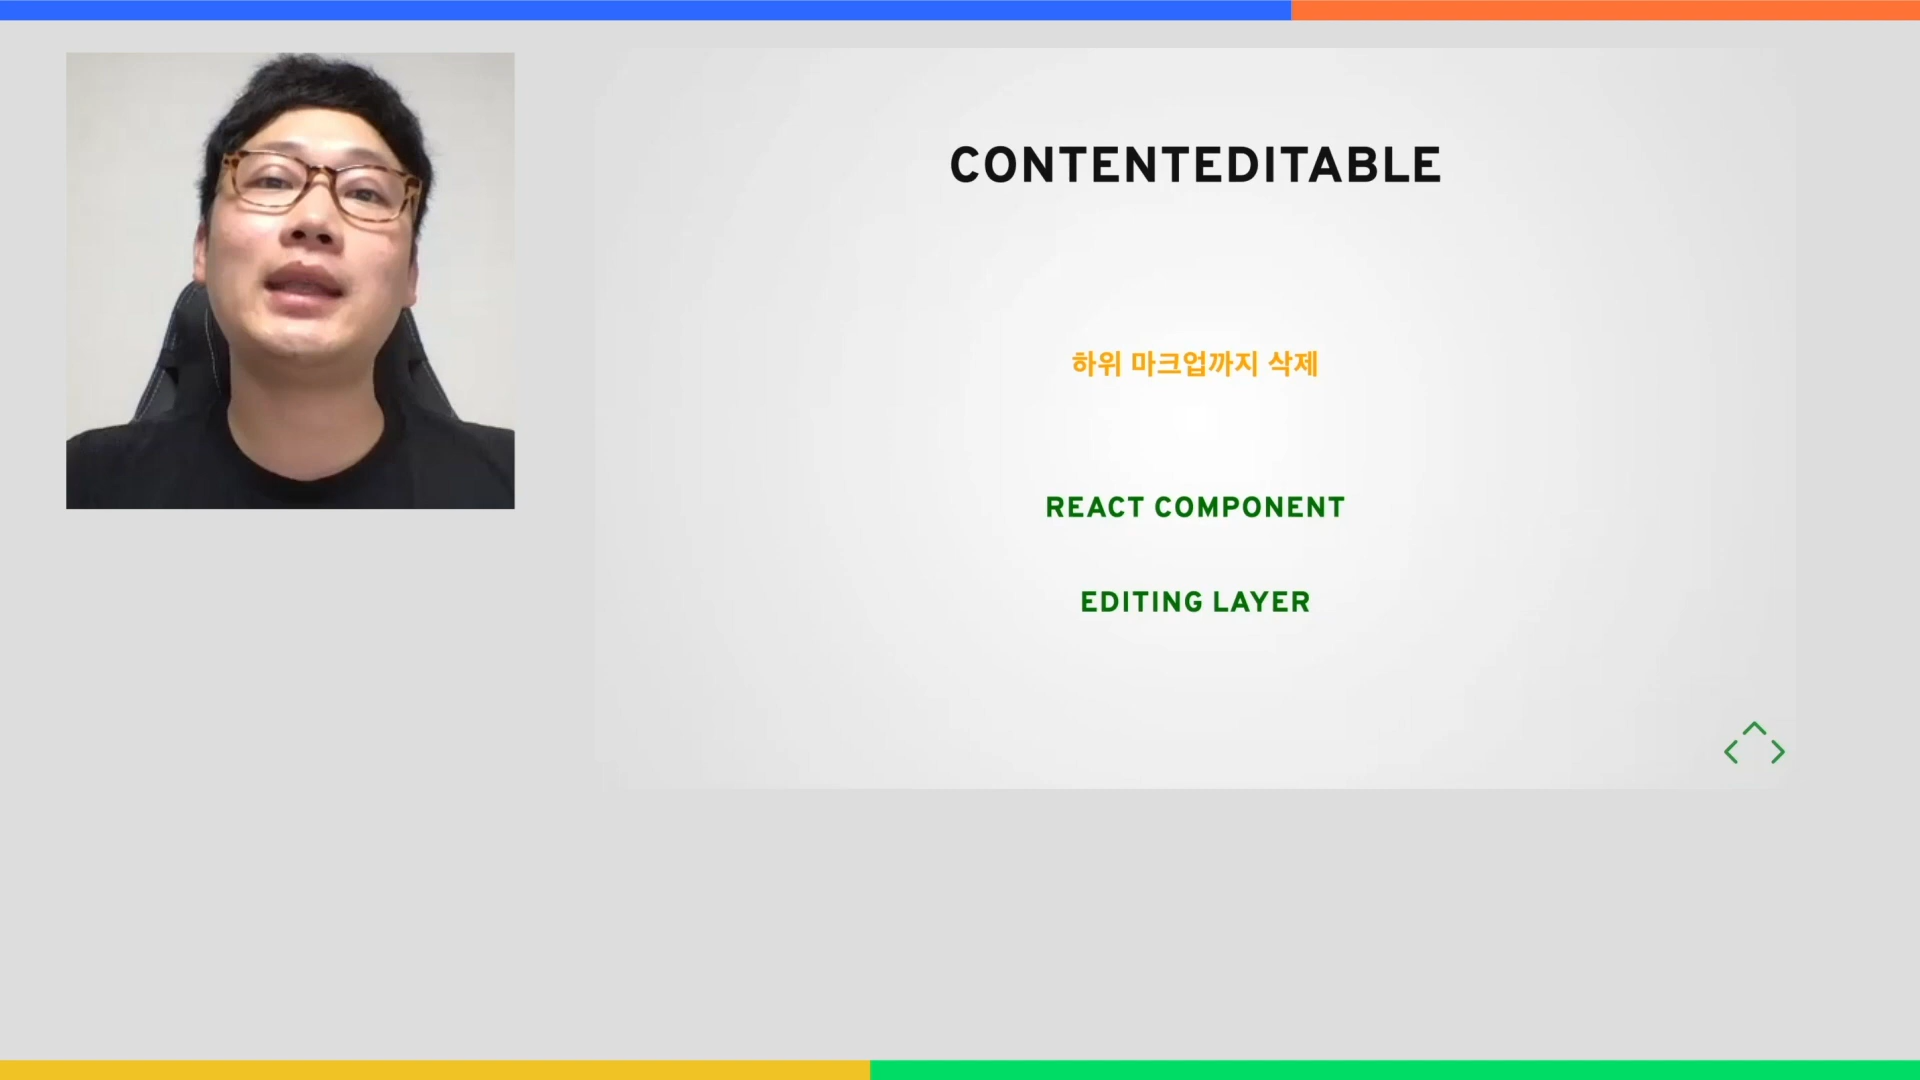 CONTENTEDITABLE
하위 마크업까지 삭제
REACT COMPONENT
EDITING LAYER